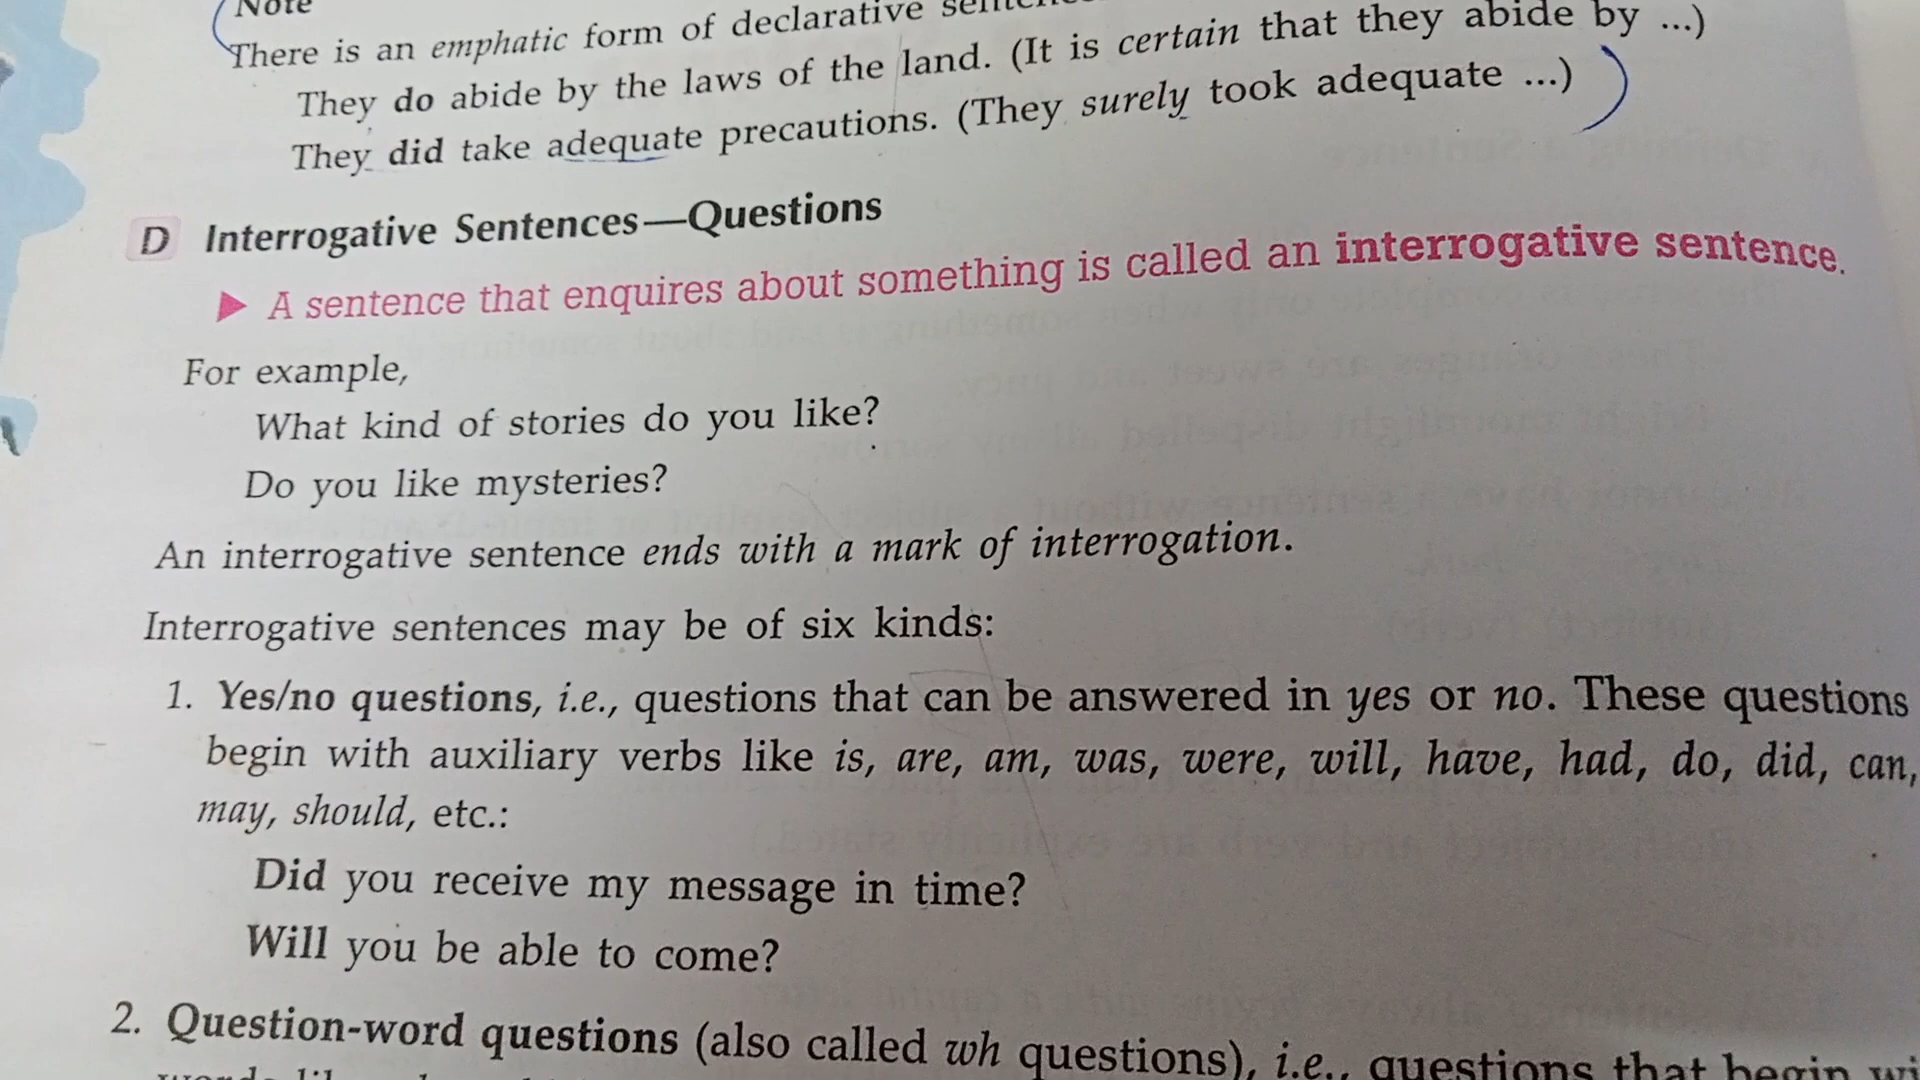 Note
There is an emphatic form of declarative
They do abide by the laws of the land. (It is certain that they abide by ...)
They did take adequate precautions. (They surely took adequate ...)
D Interrogative Sentences—Questions
A sentence that enquires about something is called an interrogative sentence.
For example,
What kind of stories do you like?
Do you like mysteries?
An interrogative sentence ends with a mark of interrogation.
Interrogative sentences may be of six kinds:
1. Yes/no questions, i.e., questions that can be answered in yes or no. These questions
begin with auxiliary verbs like is, are, am, was, were, will, have, had, do, did, can,
may, should, etc.:
Did you receive my message in time?
Will you be able to come?
2. Question-word questions (also called wh questions), i.e., questions that begin